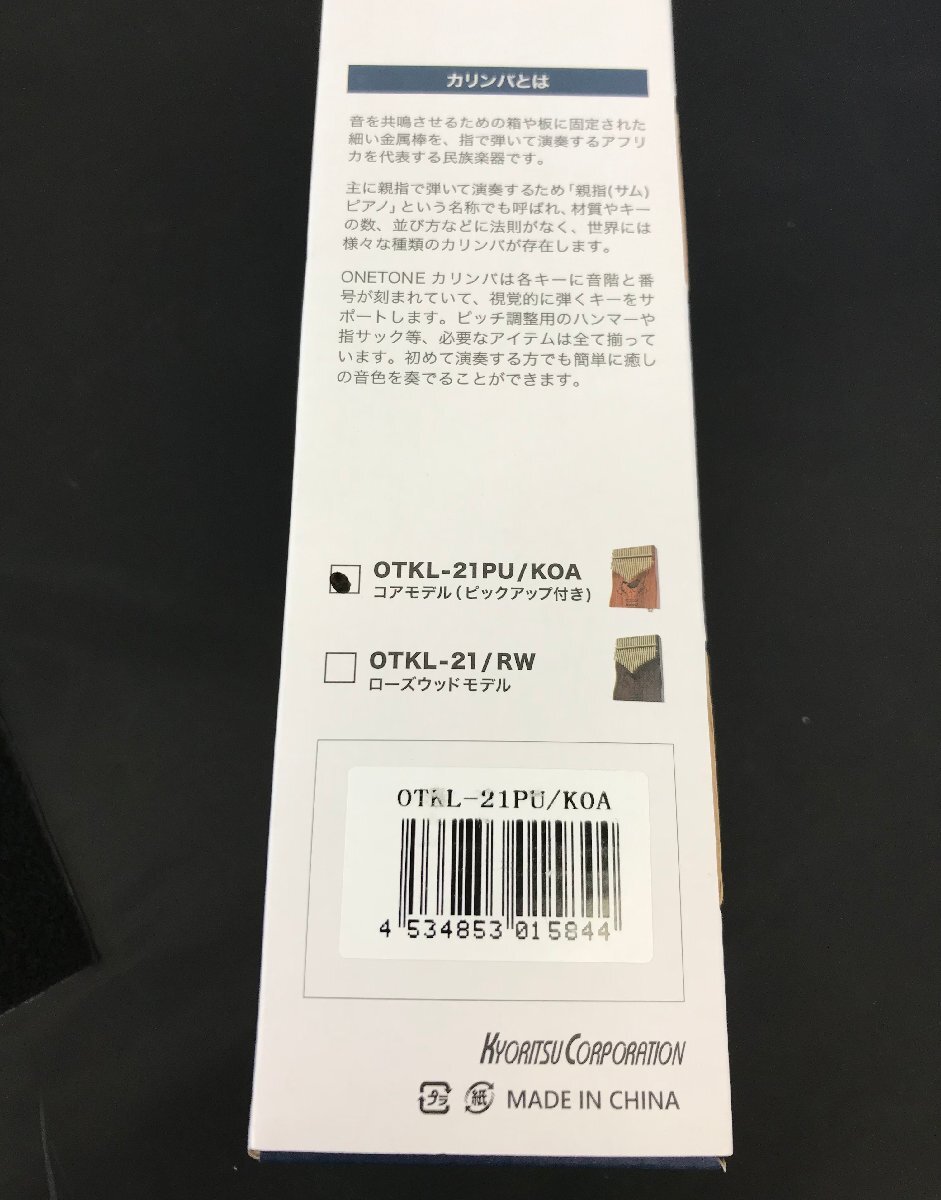 カリンバとは
音を共鳴させるための箱や板に固定された
細い金属棒を、指で弾いて演奏するアフリ
カを代表する民族楽器です。
主に親指で弾いて演奏するため「親指(サム)
ピアノ」という名称でも呼ばれ、材質やキー
の数、並び方などに法則がなく、世界には
様々な種類のカリンバが存在します。
ONETONE カリンバは各キーに音階と番
号が刻まれていて、視覚的に弾くキーをサ
ポートします。ピッチ調整用のハンマーや
指サック等、必要なアイテムは全て揃って
います。初めて演奏する方でも簡単に癒し
の音色を奏でることができます。
OTKL-21PU/KOA
コアモデル(ピックアップ付き)
OTKL-21/RW
ローズウッドモデル
OTKL-21PU/KOA
4 534853 015844
KYORITSU CORPORATION
プラ 紙 MADE IN CHINA